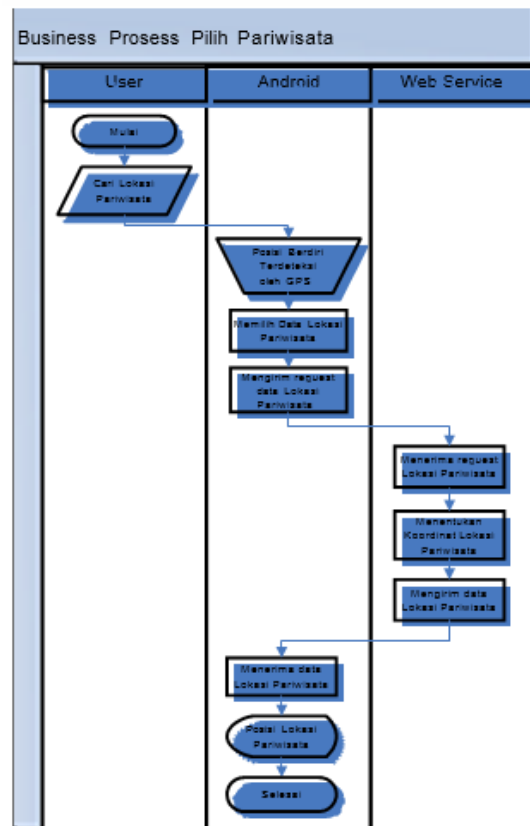 Business Prosess Pilih Pariwisata
User
Android
Web Service
Mulai
Cari Lokasi
Pariwisata
Posisi Berdiri
Terdeteksi
oleh GPS
Memilih Data Lokasi
Pariwisata
Mengirim reguest
data Lokasi
Pariwisata
Menerima reguest
Lokasi Pariwisata
Menentukan
Koordinat Lokasi
Pariwisata
Mengirim data
Lokasi Pariwisata
Menerima data
Lokasi Pariwisata
Posisi Lokasi
Pariwisata
Selesai